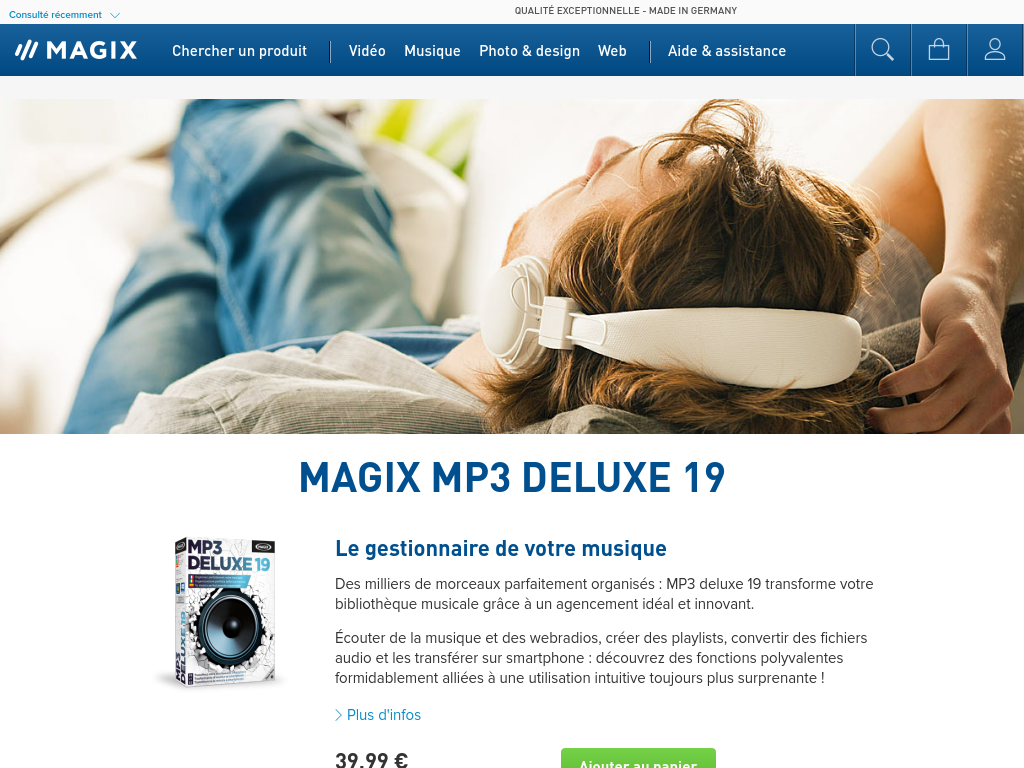 Consulté récemment
QUALITÉ EXCEPTIONNELLE - MADE IN GERMANY
MAGIX
Chercher un produit
Vidéo
Musique
Photo & design
Web
Aide & assistance
MAGIX MP3 DELUXE 19
MP3
DELUXE 19
Le gestionnaire de votre musique
Des milliers de morceaux parfaitement organisés : MP3 deluxe 19 transforme votre
bibliothèque musicale grâce à un agencement idéal et innovant.
Écouter de la musique et des webradios, créer des playlists, convertir des fichiers
audio et les transférer sur smartphone : découvrez des fonctions polyvalentes
formidablement alliées à une utilisation intuitive toujours plus surprenante !
Plus d'infos
39,99 €
Ajouter au panier